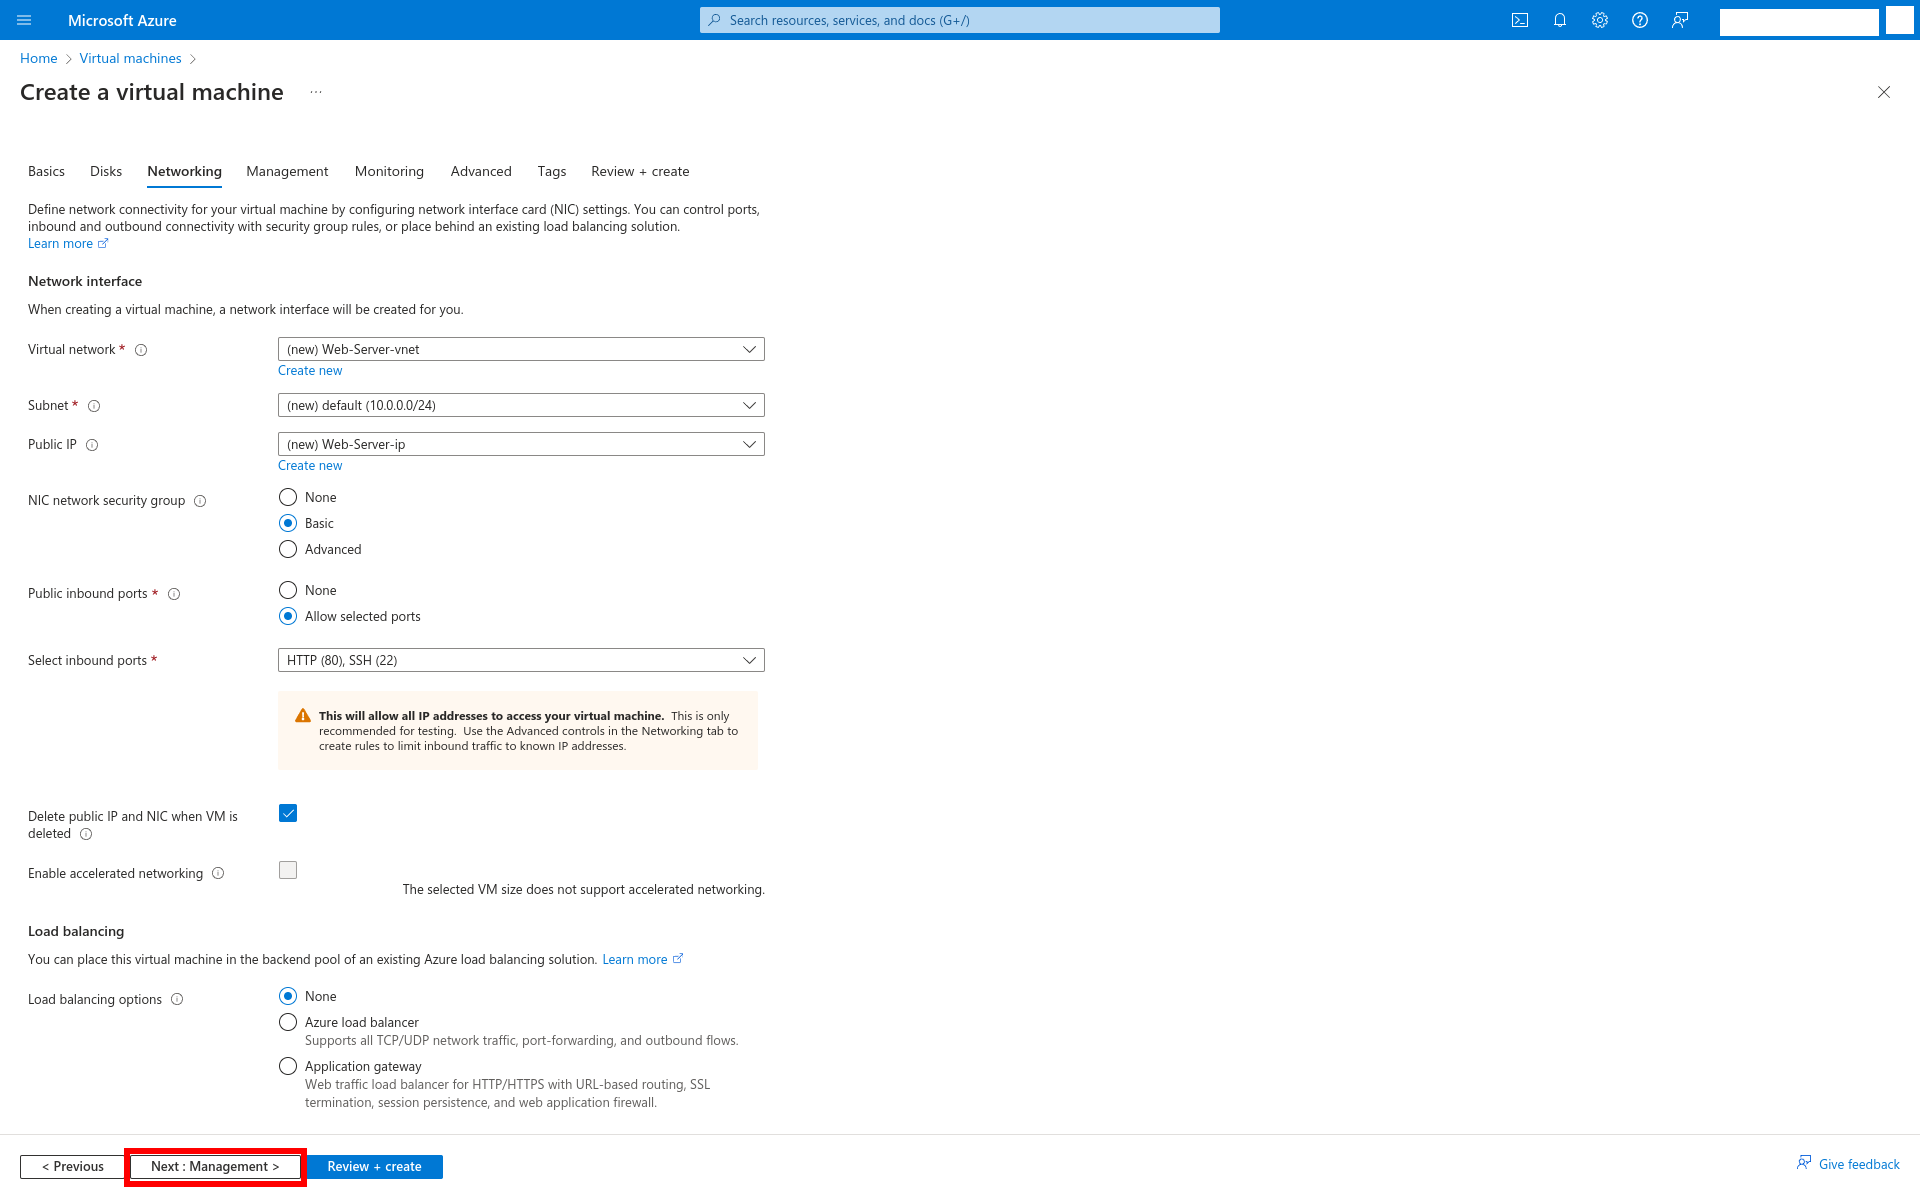 Microsoft Azure
Search resources, services, and docs (G+/)
Home > Virtual machines >
Create a virtual machine ...
Basics Disks Networking Management Monitoring Advanced Tags Review + create
Define network connectivity for your virtual machine by configuring network interface card (NIC) settings. You can control ports,
inbound and outbound connectivity with security group rules, or place behind an existing load balancing solution.
Learn more
Network interface
When creating a virtual machine, a network interface will be created for you.
Virtual network * (new) Web-Server-vnet
Create new
Subnet * (new) default (10.0.0.0/24)
Public IP (new) Web-Server-ip
Create new
NIC network security group None
Basic
Advanced
Public inbound ports * None
Allow selected ports
Select inbound ports * HTTP (80), SSH (22)
This will allow all IP addresses to access your virtual machine. This is only
recommended for testing. Use the Advanced controls in the Networking tab to
create rules to limit inbound traffic to known IP addresses.
Delete public IP and NIC when VM is
deleted
Enable accelerated networking
The selected VM size does not support accelerated networking.
Load balancing
You can place this virtual machine in the backend pool of an existing Azure load balancing solution. Learn more
Load balancing options None
Azure load balancer
Supports all TCP/UDP network traffic, port-forwarding, and outbound flows.
Application gateway
Web traffic load balancer for HTTP/HTTPS with URL-based routing, SSL
termination, session persistence, and web application firewall.
< Previous Next : Management > Review + create Give feedback